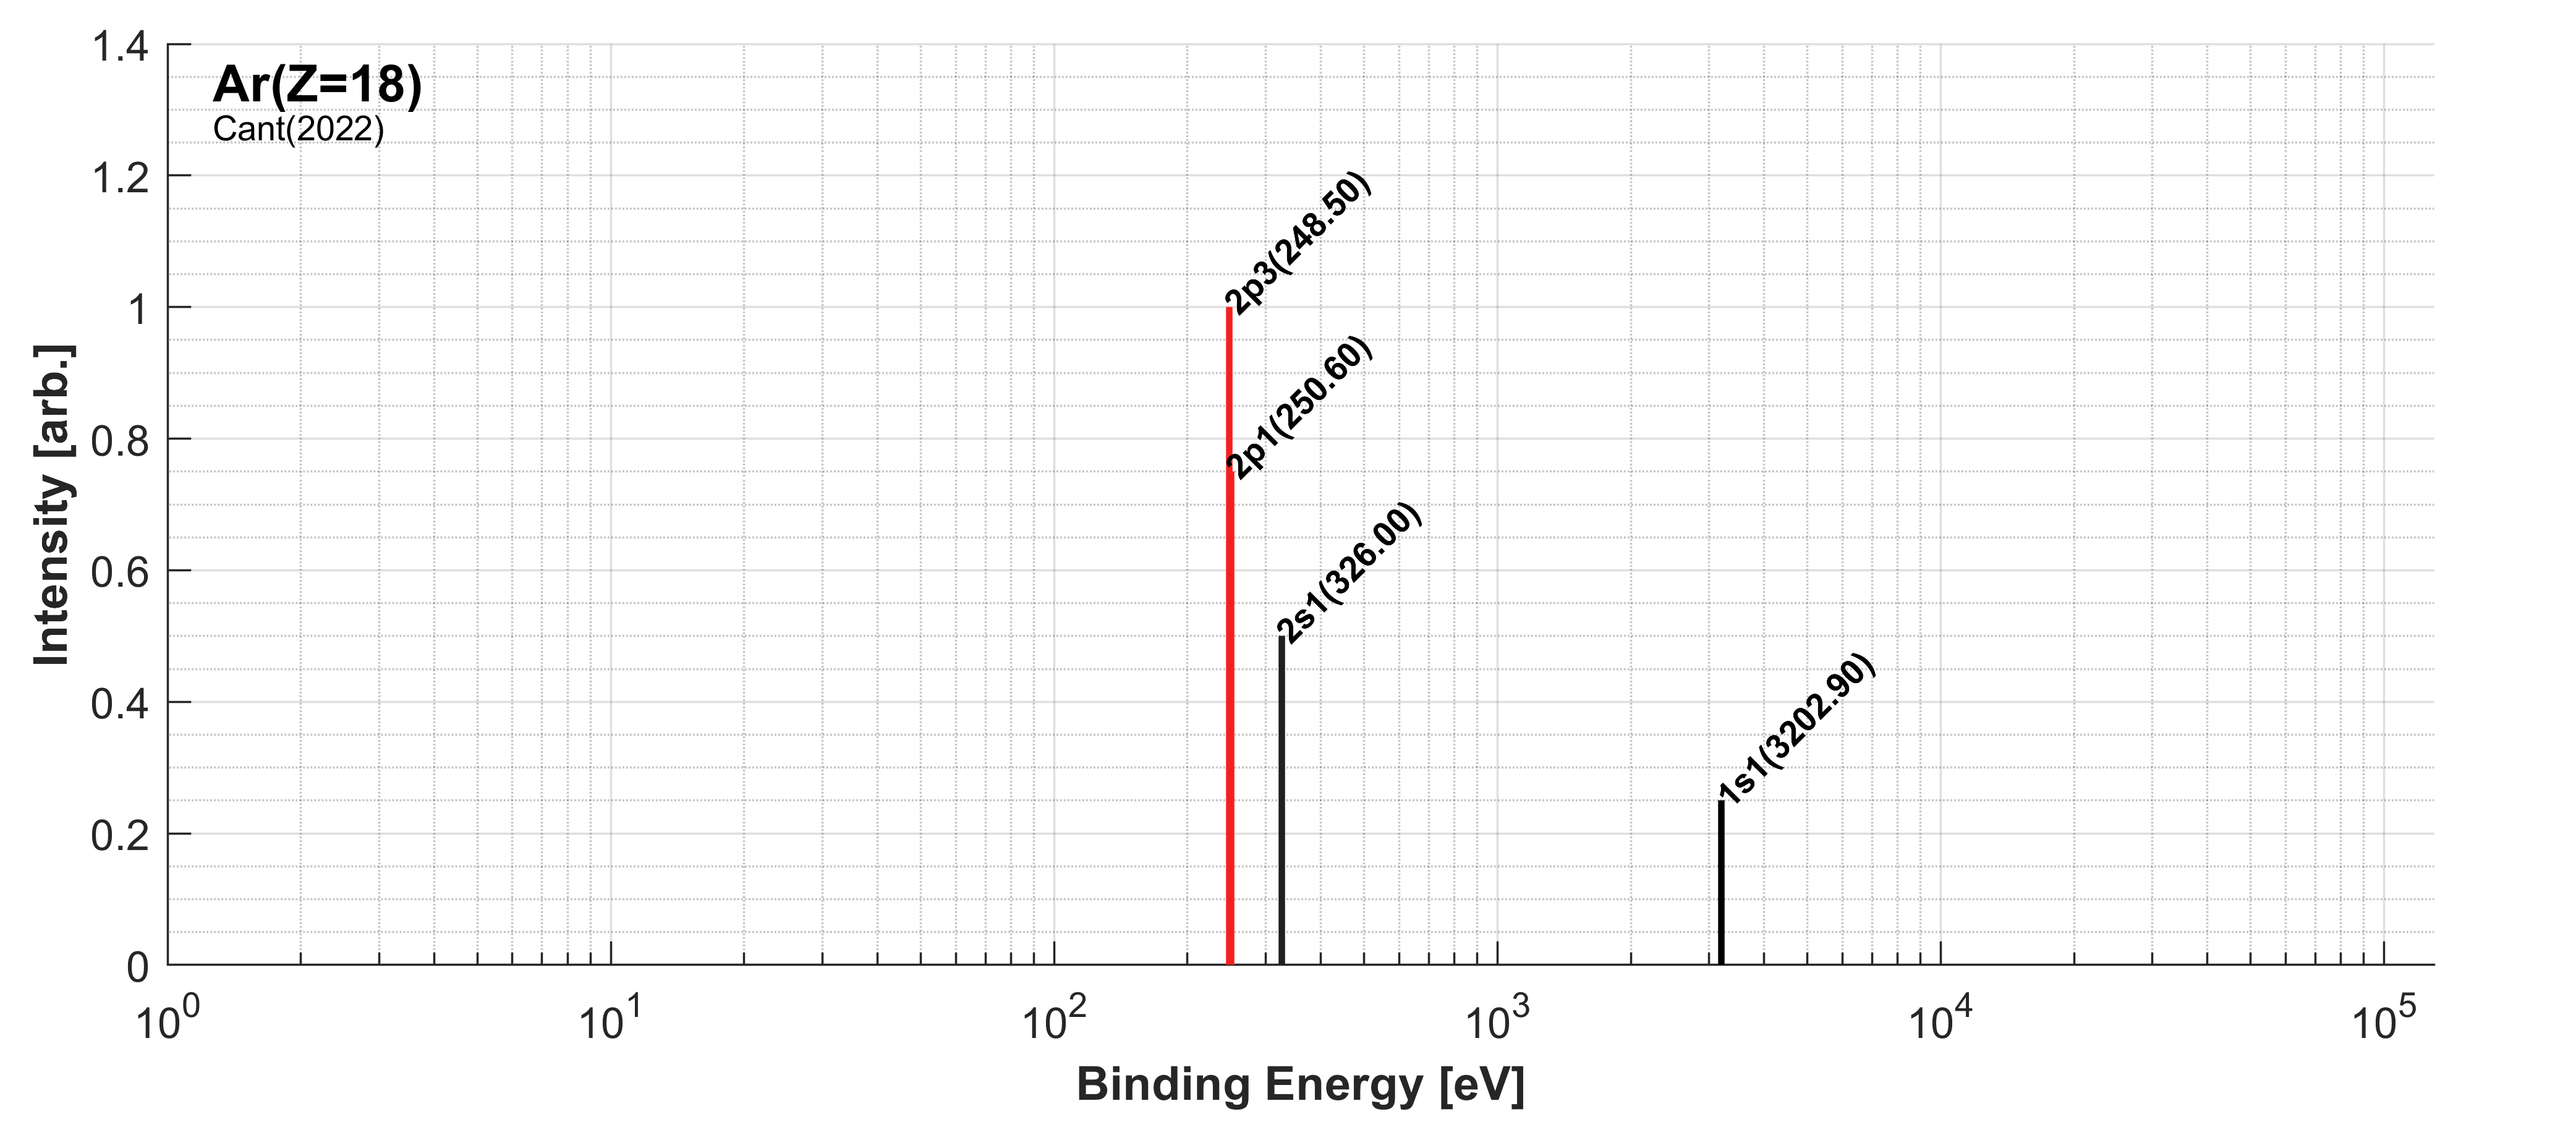 Ar(Z=18)
Cant(2022)
1.4
1.2
1
0.8
0.6
0.4
0.2
0
Intensity [arb.]
2p3(248.50)
2p1(250.60)
2s1(326.00)
1s1(3202.90)
10^0 10^1 10^2 10^3 10^4 10^5
Binding Energy [eV]